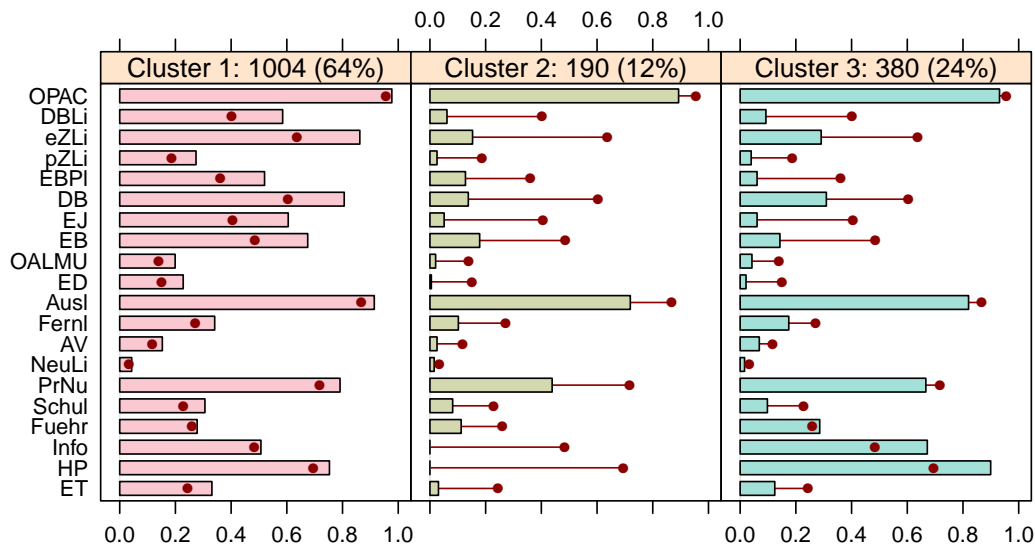 0.0 0.2 0.4 0.6 0.8 1.0
Cluster 1: 1004 (64%) Cluster 2: 190 (12%) Cluster 3: 380 (24%)
OPAC
DBLi
eZLi
pZLi
EBPl
DB
EJ
EB
OALMU
ED
Ausl
Fernl
AV
NeuLi
PrNu
Schul
Fuehr
Info
HP
ET
0.0 0.2 0.4 0.6 0.8 1.0 0.0 0.2 0.4 0.6 0.8 1.0